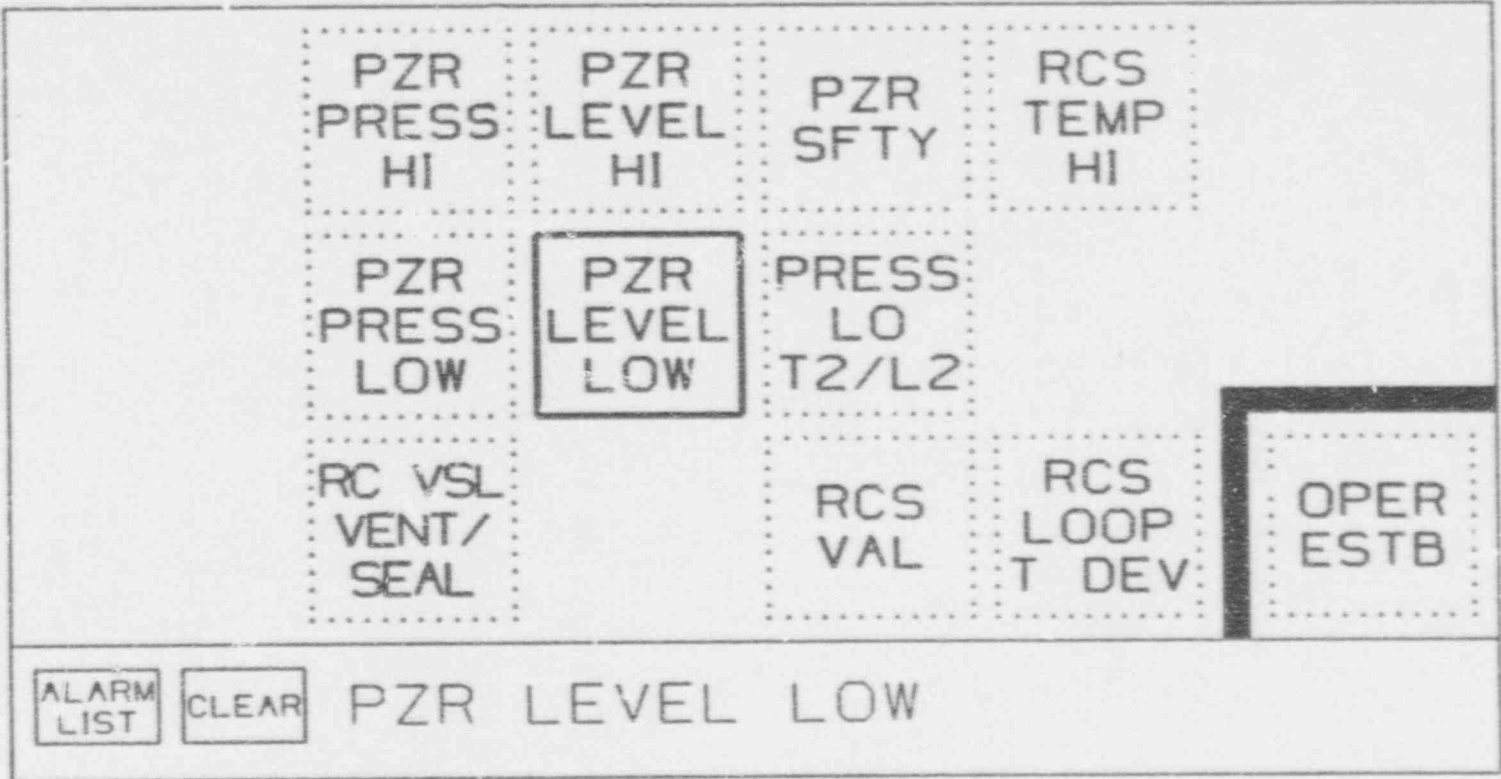 PZR
PRESS
HI
PZR
LEVEL
HI
PZR
SFTY
RCS
TEMP
HI
PZR
PRESS
LOW
PZR
LEVEL
LOW
PRESS
LO
T2/L2
RC VSL
VENT/
SEAL
RCS
VAL
RCS
LOOP
T DEV
OPER
ESTB
ALARM
LIST
CLEAR
PZR LEVEL LOW